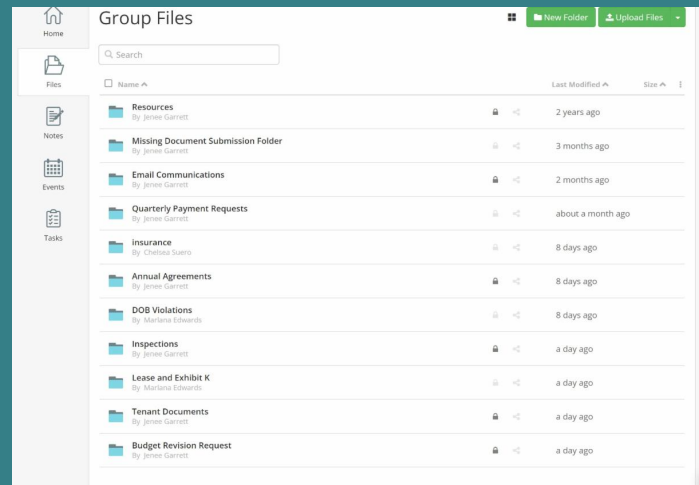 Home
Group Files
New Folder
Upload Files
Search
Files
Name
Last Modified
Size
Resources
By Jenee Garrett
2 years ago
Notes
Missing Document Submission Folder
By Jenee Garrett
3 months ago
Email Communications
By Jenee Garrett
2 months ago
Events
Quarterly Payment Requests
By Jenee Garrett
about a month ago
Tasks
insurance
By Chelsea Suero
8 days ago
Annual Agreements
By Jenee Garrett
8 days ago
DOB Violations
By Marlana Edwards
8 days ago
Inspections
By Jenee Garrett
a day ago
Lease and Exhibit K
By Marlana Edwards
a day ago
Tenant Documents
By Jenee Garrett
a day ago
Budget Revision Request
By Jenee Garrett
a day ago